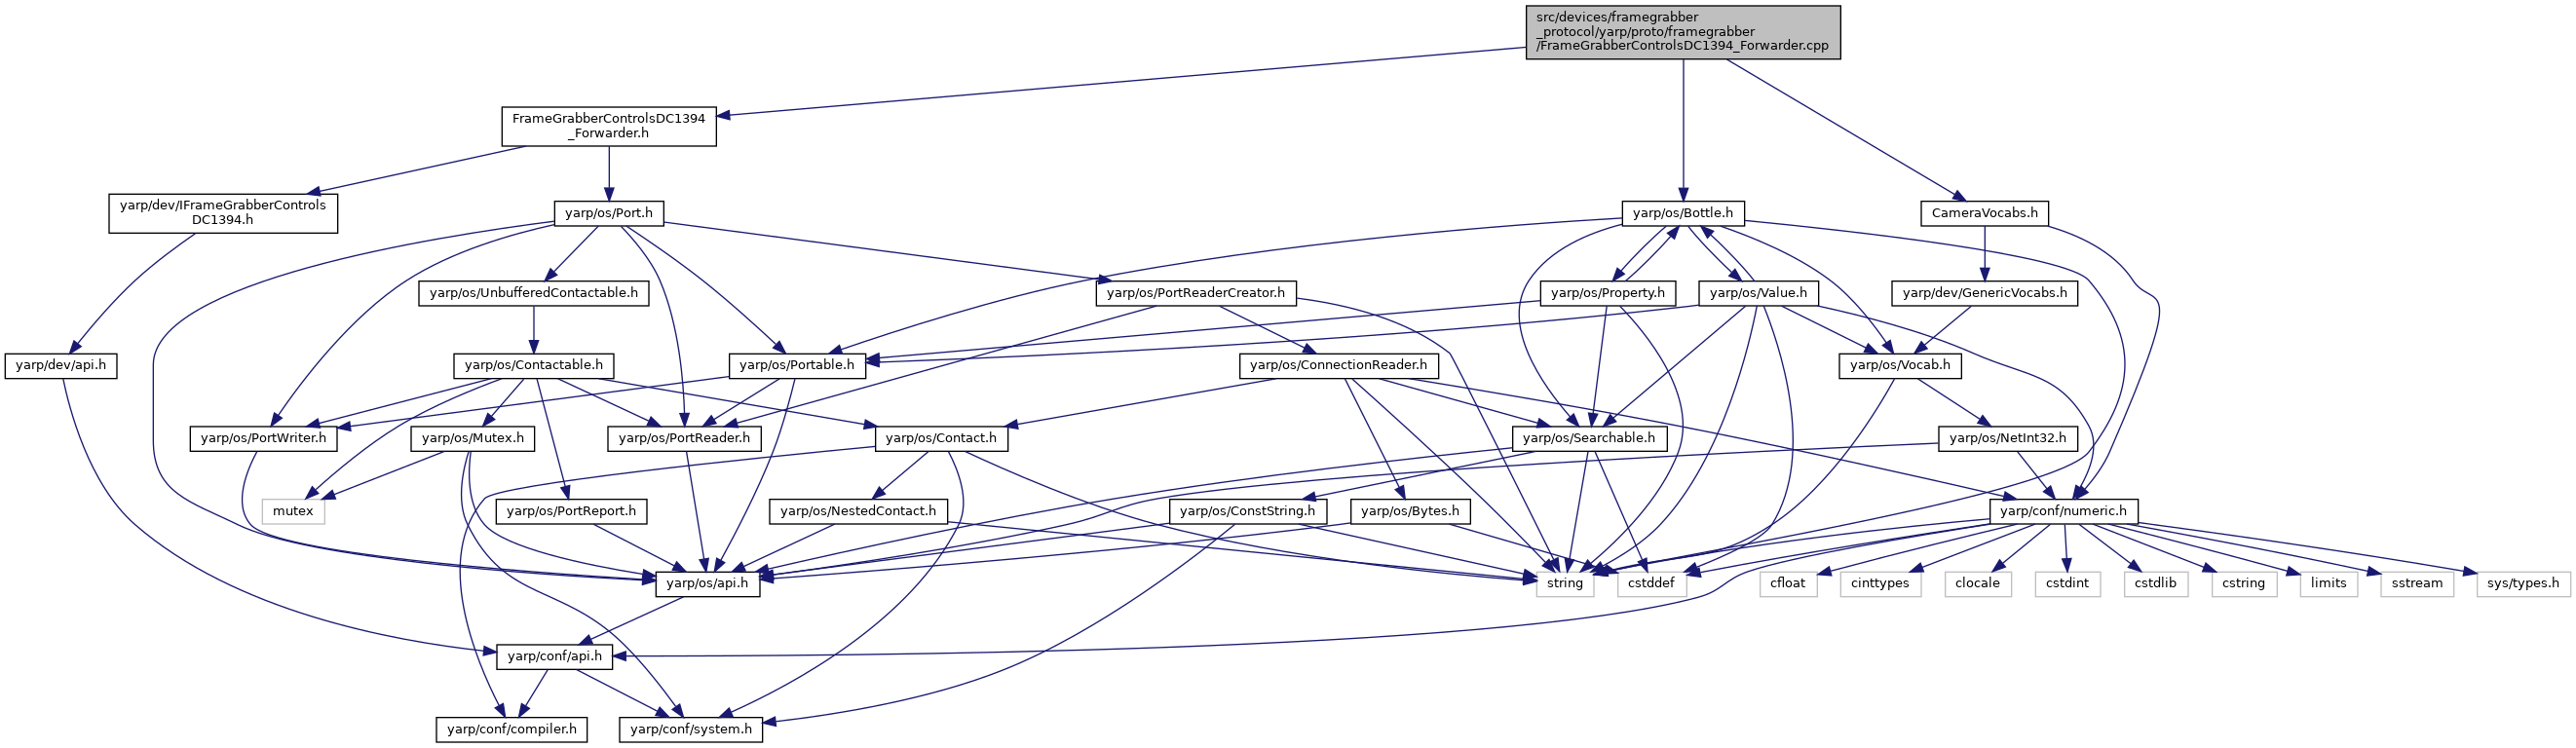 src/devices/framegrabber
_protocol/yarp/proto/framegrabber
/FrameGrabberControlsDC1394_Forwarder.cpp
FrameGrabberControlsDC1394
_Forwarder.h
yarp/dev/IFrameGrabberControls
DC1394.h
yarp/os/Port.h
yarp/os/Bottle.h
CameraVocabs.h
yarp/os/UnbufferedContactable.h
yarp/os/PortReaderCreator.h
yarp/os/Property.h
yarp/os/Value.h
yarp/dev/GenericVocabs.h
yarp/dev/api.h
yarp/os/Contactable.h
yarp/os/Portable.h
yarp/os/ConnectionReader.h
yarp/os/Vocab.h
yarp/os/PortWriter.h
yarp/os/Mutex.h
yarp/os/PortReader.h
yarp/os/Contact.h
yarp/os/Searchable.h
yarp/os/NetInt32.h
mutex
yarp/os/PortReport.h
yarp/os/NestedContact.h
yarp/os/ConstString.h
yarp/os/Bytes.h
yarp/conf/numeric.h
yarp/os/api.h
string
cstddef
cfloat
cinttypes
clocale
cstdint
cstdlib
cstring
limits
sstream
sys/types.h
yarp/conf/api.h
yarp/conf/compiler.h
yarp/conf/system.h